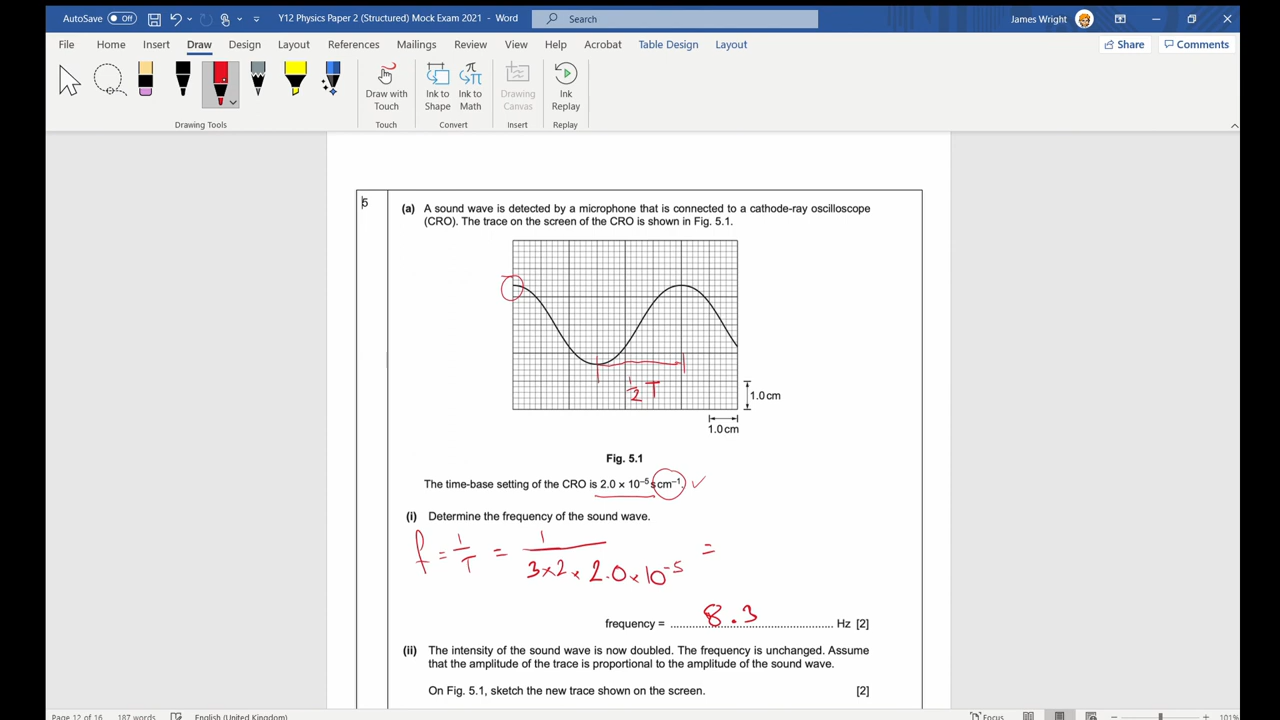 AutoSave Off Y12 Physics Paper 2 (Structured) Mock Exam 2021 - Word Search James Wright
File Home Insert Draw Design Layout References Mailings Review View Help Acrobat Table Design Layout Share Comments
Draw with Touch Ink to Shape Ink to Math Drawing Canvas Ink Replay
Drawing Tools Touch Convert Insert Replay
5
(a) A sound wave is detected by a microphone that is connected to a cathode-ray oscilloscope
(CRO). The trace on the screen of the CRO is shown in Fig. 5.1.
½ T
1.0 cm
1.0 cm
Fig. 5.1
The time-base setting of the CRO is 2.0 × 10⁻⁵ s cm⁻¹. ✓
(i) Determine the frequency of the sound wave.
f = 1/T = 1/(3×2×2.0×10⁻⁵) =
frequency = 8.3 Hz [2]
(ii) The intensity of the sound wave is now doubled. The frequency is unchanged. Assume
that the amplitude of the trace is proportional to the amplitude of the sound wave.
On Fig. 5.1, sketch the new trace shown on the screen. [2]
Page 12 of 16 187 words English (United Kingdom) Focus 101%